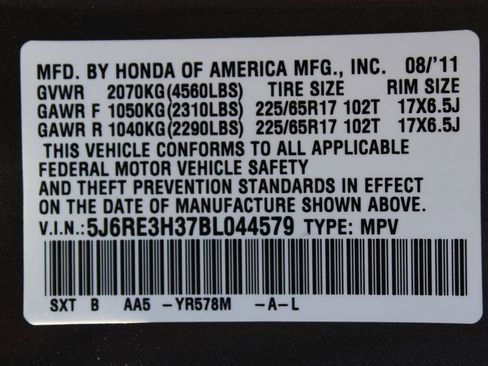 MFD. BY HONDA OF AMERICA MFG., INC. 08/'11
GVWR 2070KG(4560LBS) TIRE SIZE RIM SIZE
GAWR F 1050KG(2310LBS) 225/65R17 102T 17X6.5J
GAWR R 1040KG(2290LBS) 225/65R17 102T 17X6.5J
THIS VEHICLE CONFORMS TO ALL APPLICABLE
FEDERAL MOTOR VEHICLE SAFETY
AND THEFT PREVENTION STANDARDS IN EFFECT
ON THE DATE OF MANUFACTURE SHOWN ABOVE.
V.I.N.:5J6RE3H37BL044579 TYPE: MPV
SXT B AA5 -YR578M -A-L